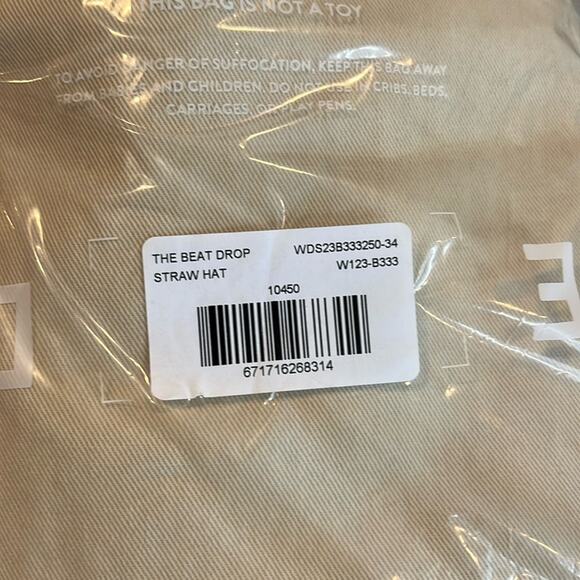 THIS BAG IS NOT A TOY
TO AVOID DANGER OF SUFFOCATION, KEEP THIS BAG AWAY
FROM BABIES AND CHILDREN. DO NOT USE IN CRIBS, BEDS,
CARRIAGES, OR PLAY PENS.
THE BEAT DROP WDS23B333250-34
STRAW HAT W123-B333
10450
671716268314
E